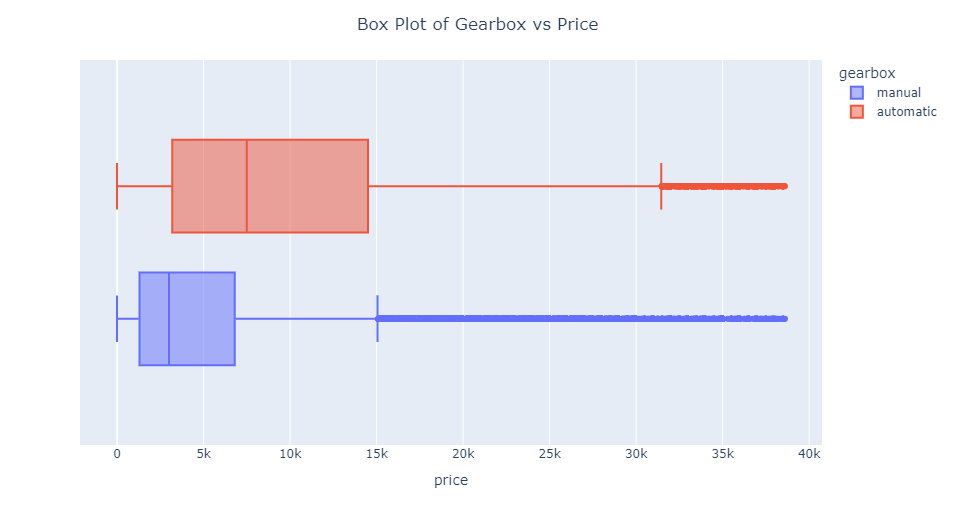 Box Plot of Gearbox vs Price
gearbox
manual
automatic
0 5k 10k 15k 20k 25k 30k 35k 40k
price